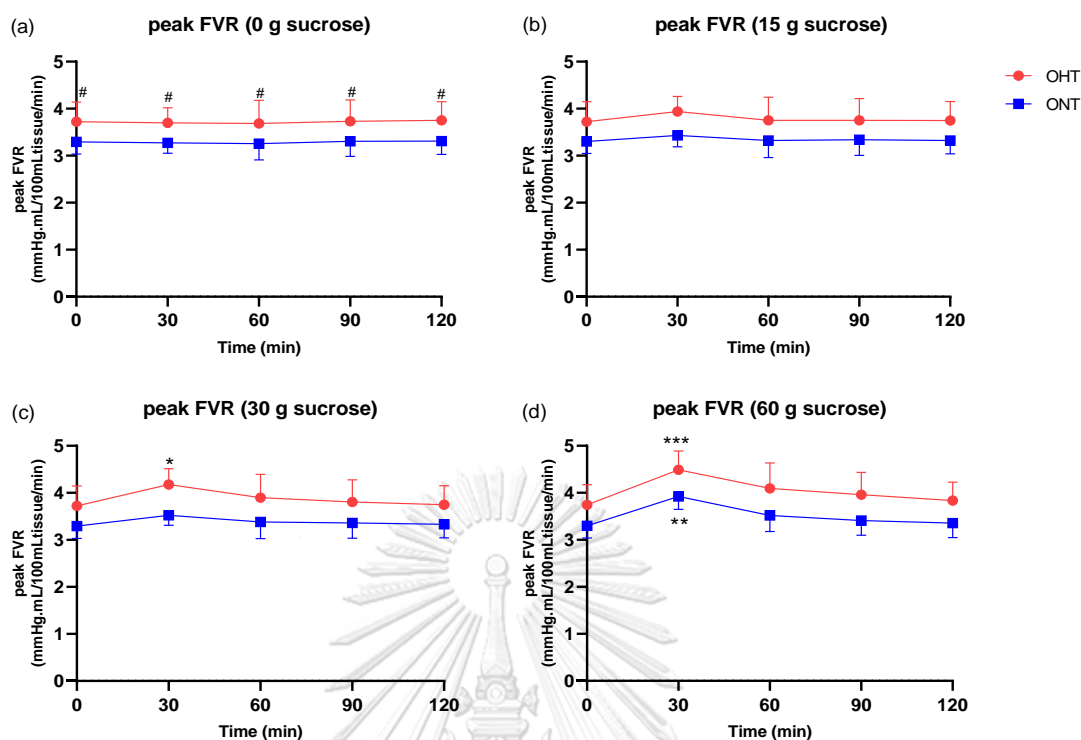 (a)
peak FVR (0 g sucrose)
peak FVR
(mmHg.mL/100mLtissue/min)
5
4
3
2
1
0
# # # # #
0 30 60 90 120
Time (min)
(b)
peak FVR (15 g sucrose)
peak FVR
(mmHg.mL/100mLtissue/min)
5
4
3
2
1
0
0 30 60 90 120
Time (min)
OHT
ONT
(c)
peak FVR (30 g sucrose)
peak FVR
(mmHg.mL/100mLtissue/min)
5
4
3
2
1
0
*
0 30 60 90 120
Time (min)
(d)
peak FVR (60 g sucrose)
peak FVR
(mmHg.mL/100mLtissue/min)
5
4
3
2
1
0
***
**
0 30 60 90 120
Time (min)